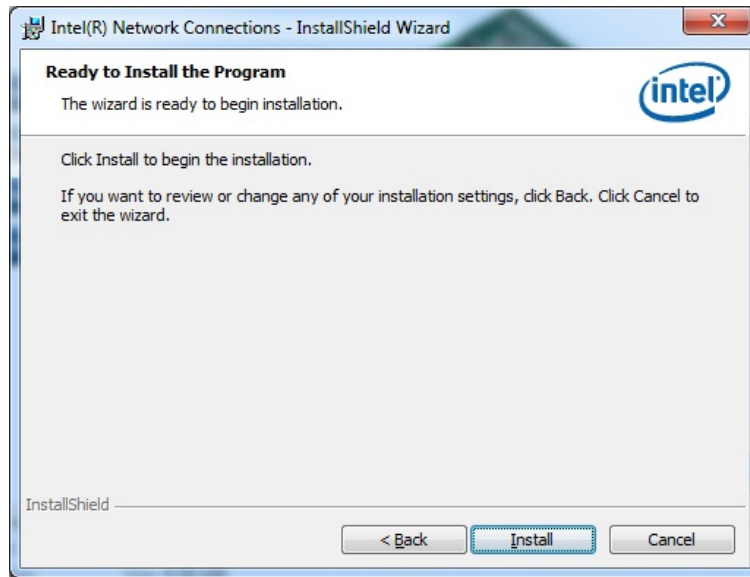 Intel(R) Network Connections - InstallShield Wizard
Ready to Install the Program
The wizard is ready to begin installation.
intel
Click Install to begin the installation.
If you want to review or change any of your installation settings, click Back. Click Cancel to
exit the wizard.
InstallShield
< Back
Install
Cancel